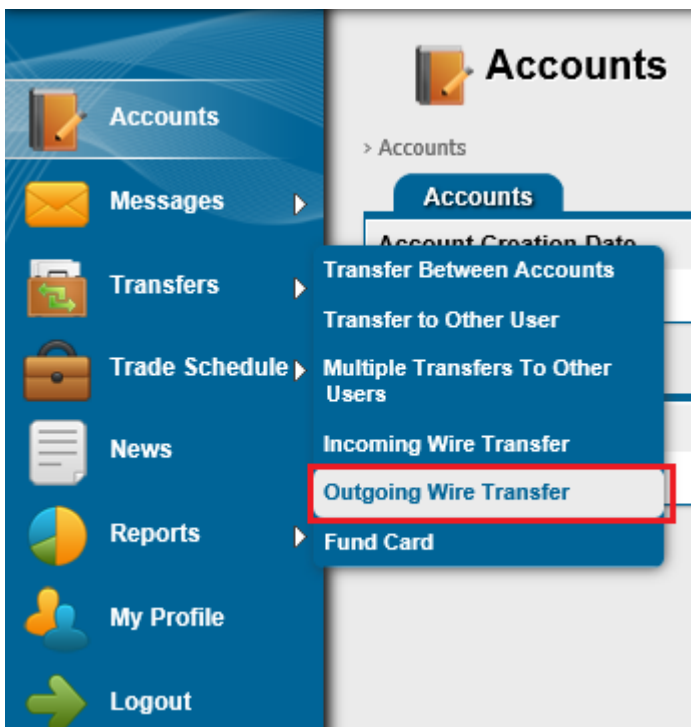 Accounts
Messages
Transfers
Trade Schedule
News
Reports
My Profile
Logout
Accounts
> Accounts
Accounts
Account Creation Date
Transfer Between Accounts
Transfer to Other User
Multiple Transfers To Other
Users
Incoming Wire Transfer
Outgoing Wire Transfer
Fund Card